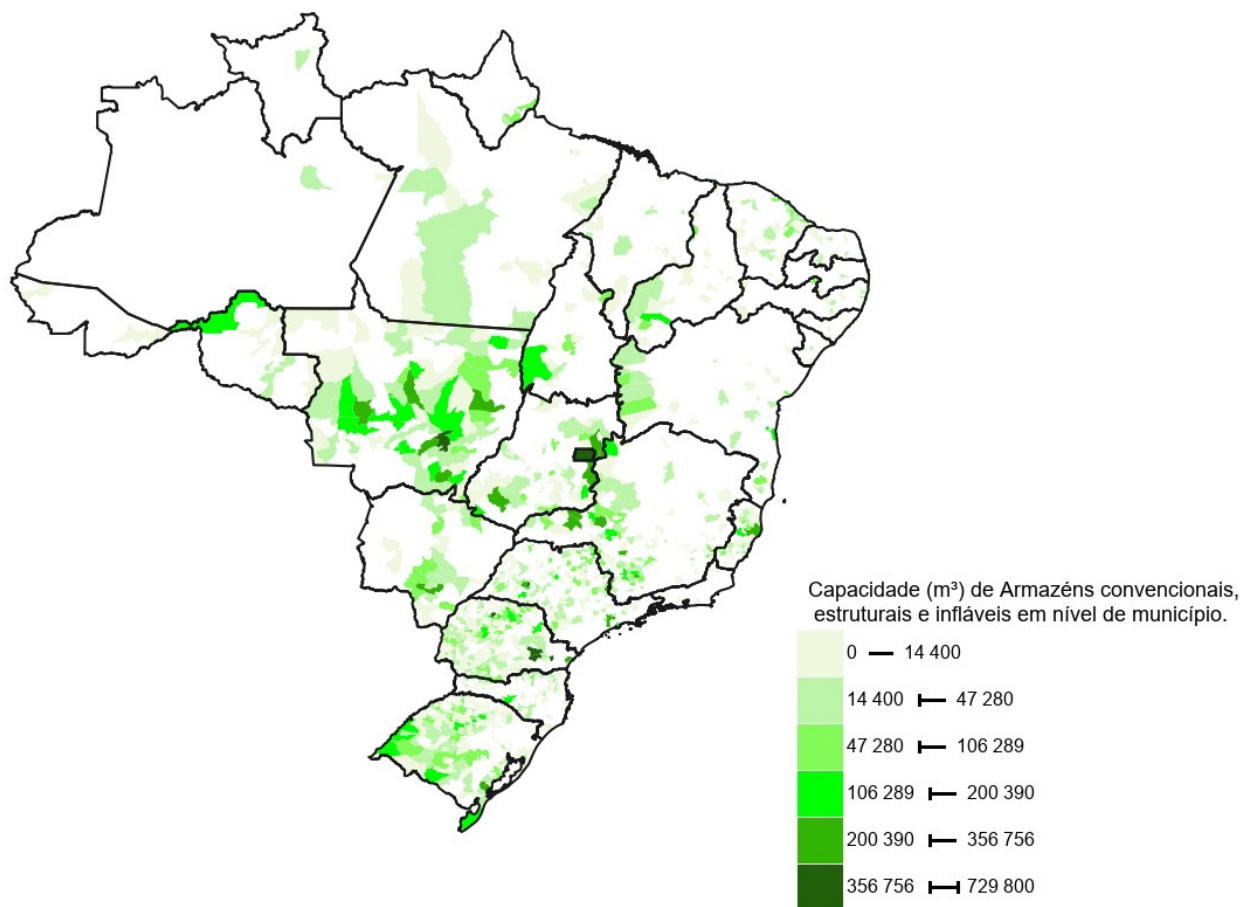 Capacidade (m³) de Armazéns convencionais,
estruturais e infláveis em nível de município.
0 14 400
14 400 47 280
47 280 106 289
106 289 200 390
200 390 356 756
356 756 729 800